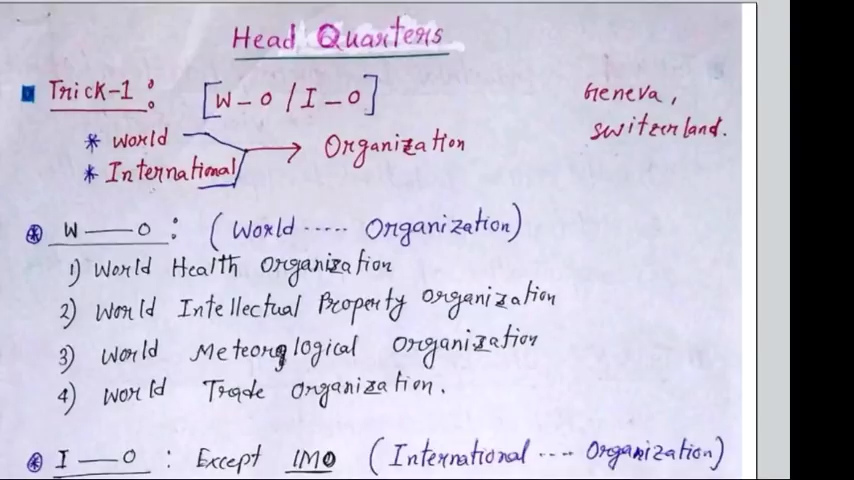 Head Quarters
Trick-1 : [W-O / I-O]
Geneva, Switzerland.
* World
* International → Organization
W — O : (World ..... Organization)
1) World Health Organization
2) World Intellectual Property Organization
3) World Meteorological Organization
4) World Trade Organization.
I — O : Except IMO (International .... Organization)